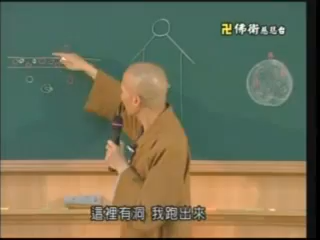 卍佛衛慈悲台
這裡有洞 我跑出來